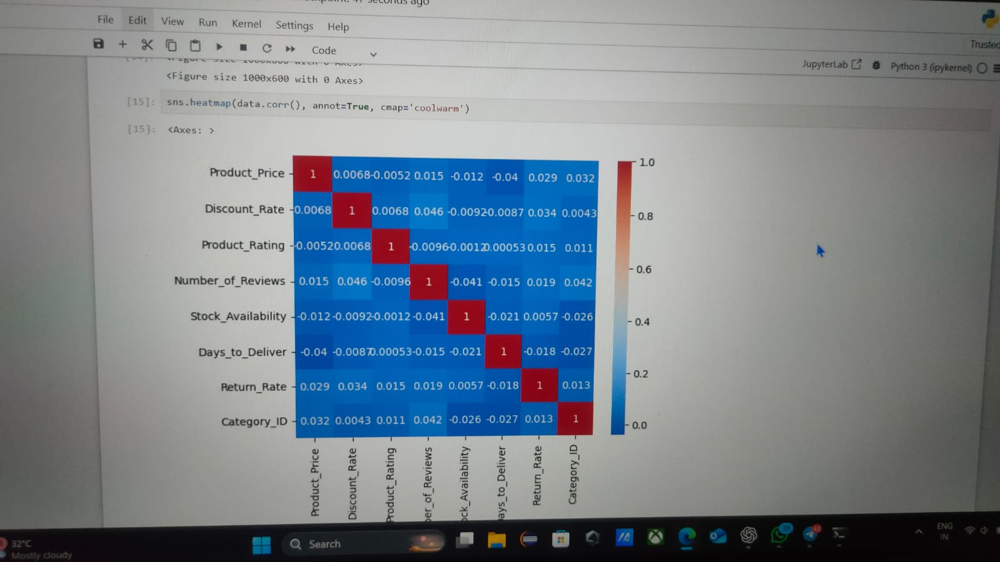 47 seconds ago
File Edit View Run Kernel Settings Help
Trusted
Code
JupyterLab Python 3 (ipykernel)
<Figure size 1000x600 with 0 Axes>
[15]: sns.heatmap(data.corr(), annot=True, cmap='coolwarm')
[15]: <Axes: >
1.0
Product_Price 1 0.0068 -0.0052 0.015 -0.012 -0.04 0.029 0.032
Discount_Rate 0.0068 1 0.0068 0.046 -0.0092 -0.0087 0.034 0.0043
0.8
Product_Rating -0.0052 0.0068 1 -0.0096 -0.0012 0.00053 0.015 0.011
0.6
Number_of_Reviews 0.015 0.046 -0.0096 1 -0.041 -0.015 0.019 0.042
Stock_Availability -0.012 -0.0092 -0.0012 -0.041 1 -0.021 0.0057 -0.026
0.4
Days_to_Deliver -0.04 -0.0087 0.00053 -0.015 -0.021 1 -0.018 -0.027
0.2
Return_Rate 0.029 0.034 0.015 0.019 0.0057 -0.018 1 0.013
Category_ID 0.032 0.0043 0.011 0.042 -0.026 -0.027 0.013 1
0.0
Product_Price
Discount_Rate
Product_Rating
ber_of_Reviews
ock_Availability
ays_to_Deliver
Return_Rate
Category_ID
32°C
Mostly cloudy
Search
39
43
ENG
IN